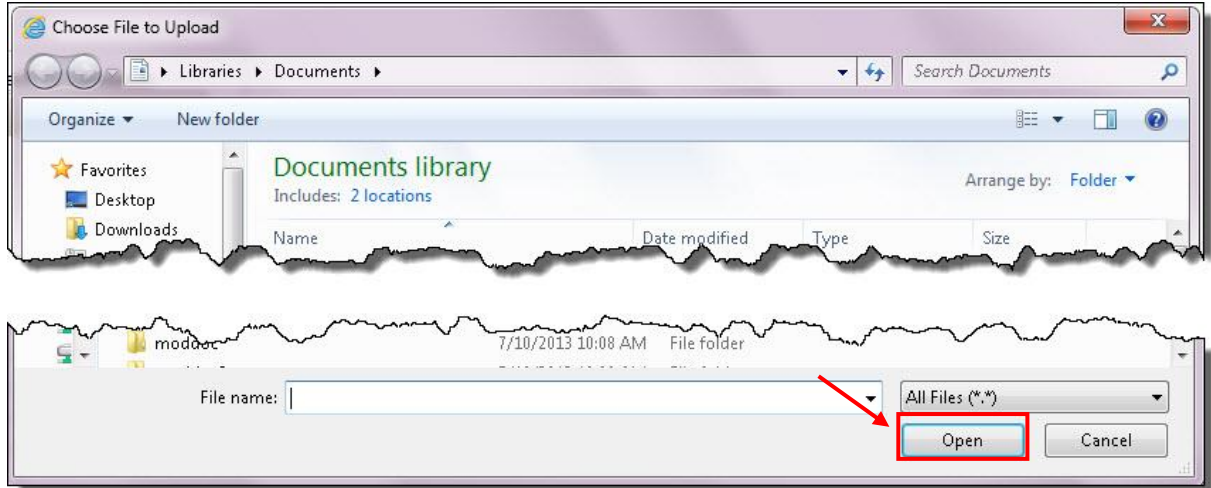 Choose File to Upload
Libraries Documents
Search Documents
Organize New folder
Favorites
Desktop
Downloads
Documents library
Includes: 2 locations
Arrange by: Folder
Name Date modified Type Size
moddoc 7/10/2013 10:08 AM File folder
File name: All Files (*.*)
Open Cancel